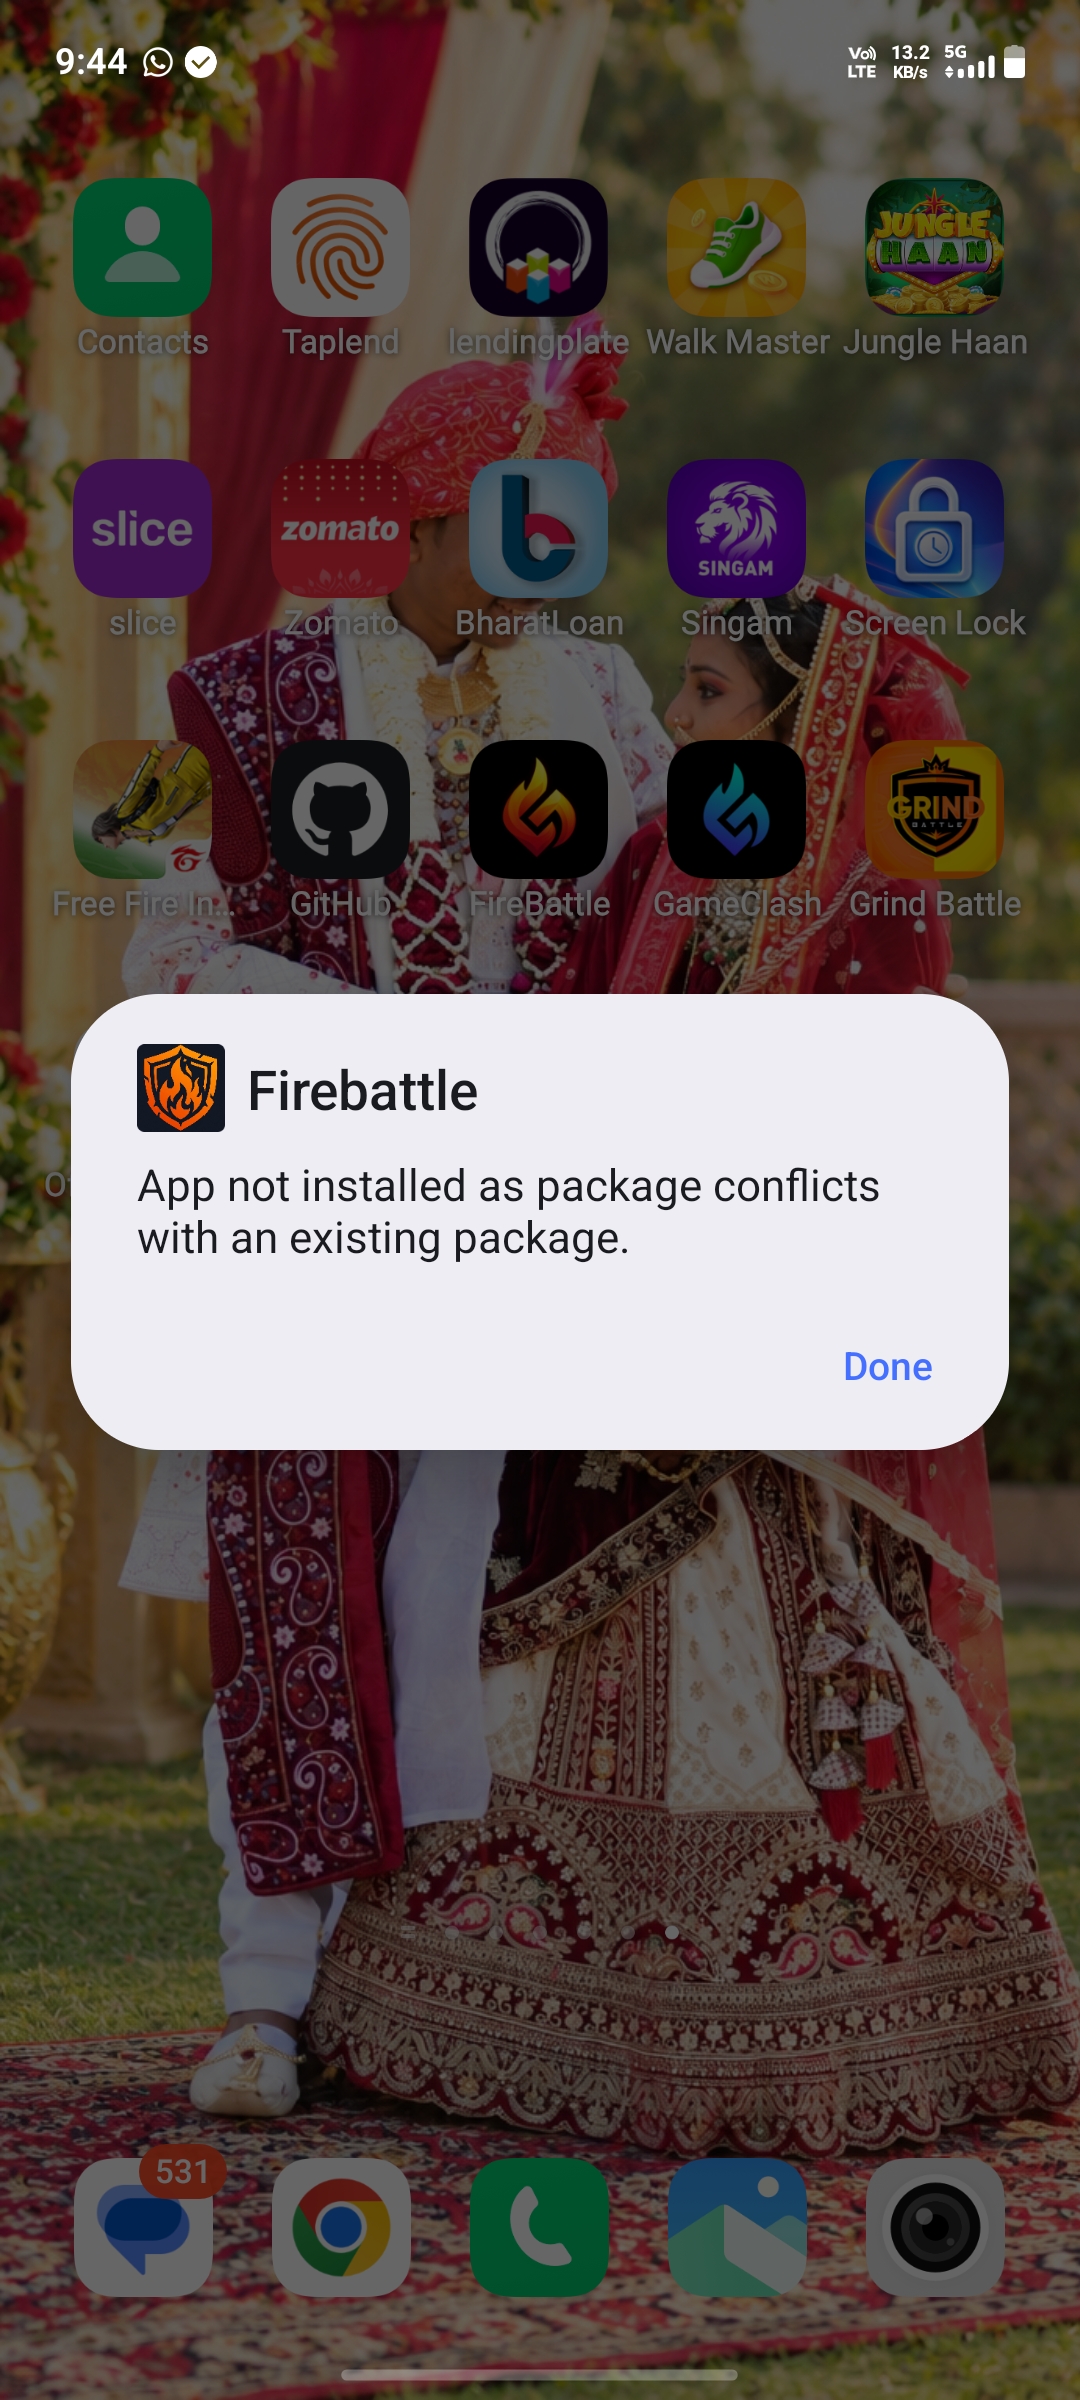 9:44
Vo)) LTE 13.2 KB/s 5G
Contacts Taplend lendingplate Walk Master Jungle Haan
JUNGLE HAAN
slice zomato SINGAM
slice Zomato BharatLoan Singam Screen Lock
GRIND BATTLE
Free Fire In... GitHub FireBattle GameClash Grind Battle
Firebattle
App not installed as package conflicts
with an existing package.
Done
531